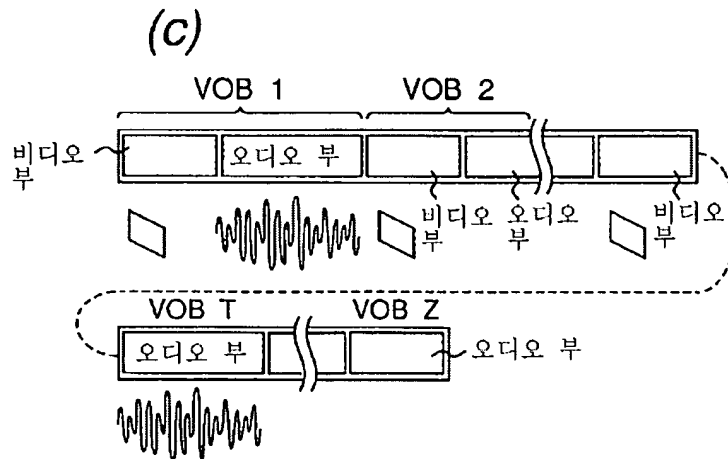 (c)
VOB 1 VOB 2
비디오
부
오디오 부
비디오
부
오디오
부
비디오
부
VOB T VOB Z
오디오 부
오디오 부